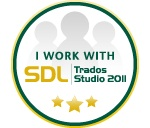 I WORK WITH
SDL Trados
Studio 2011